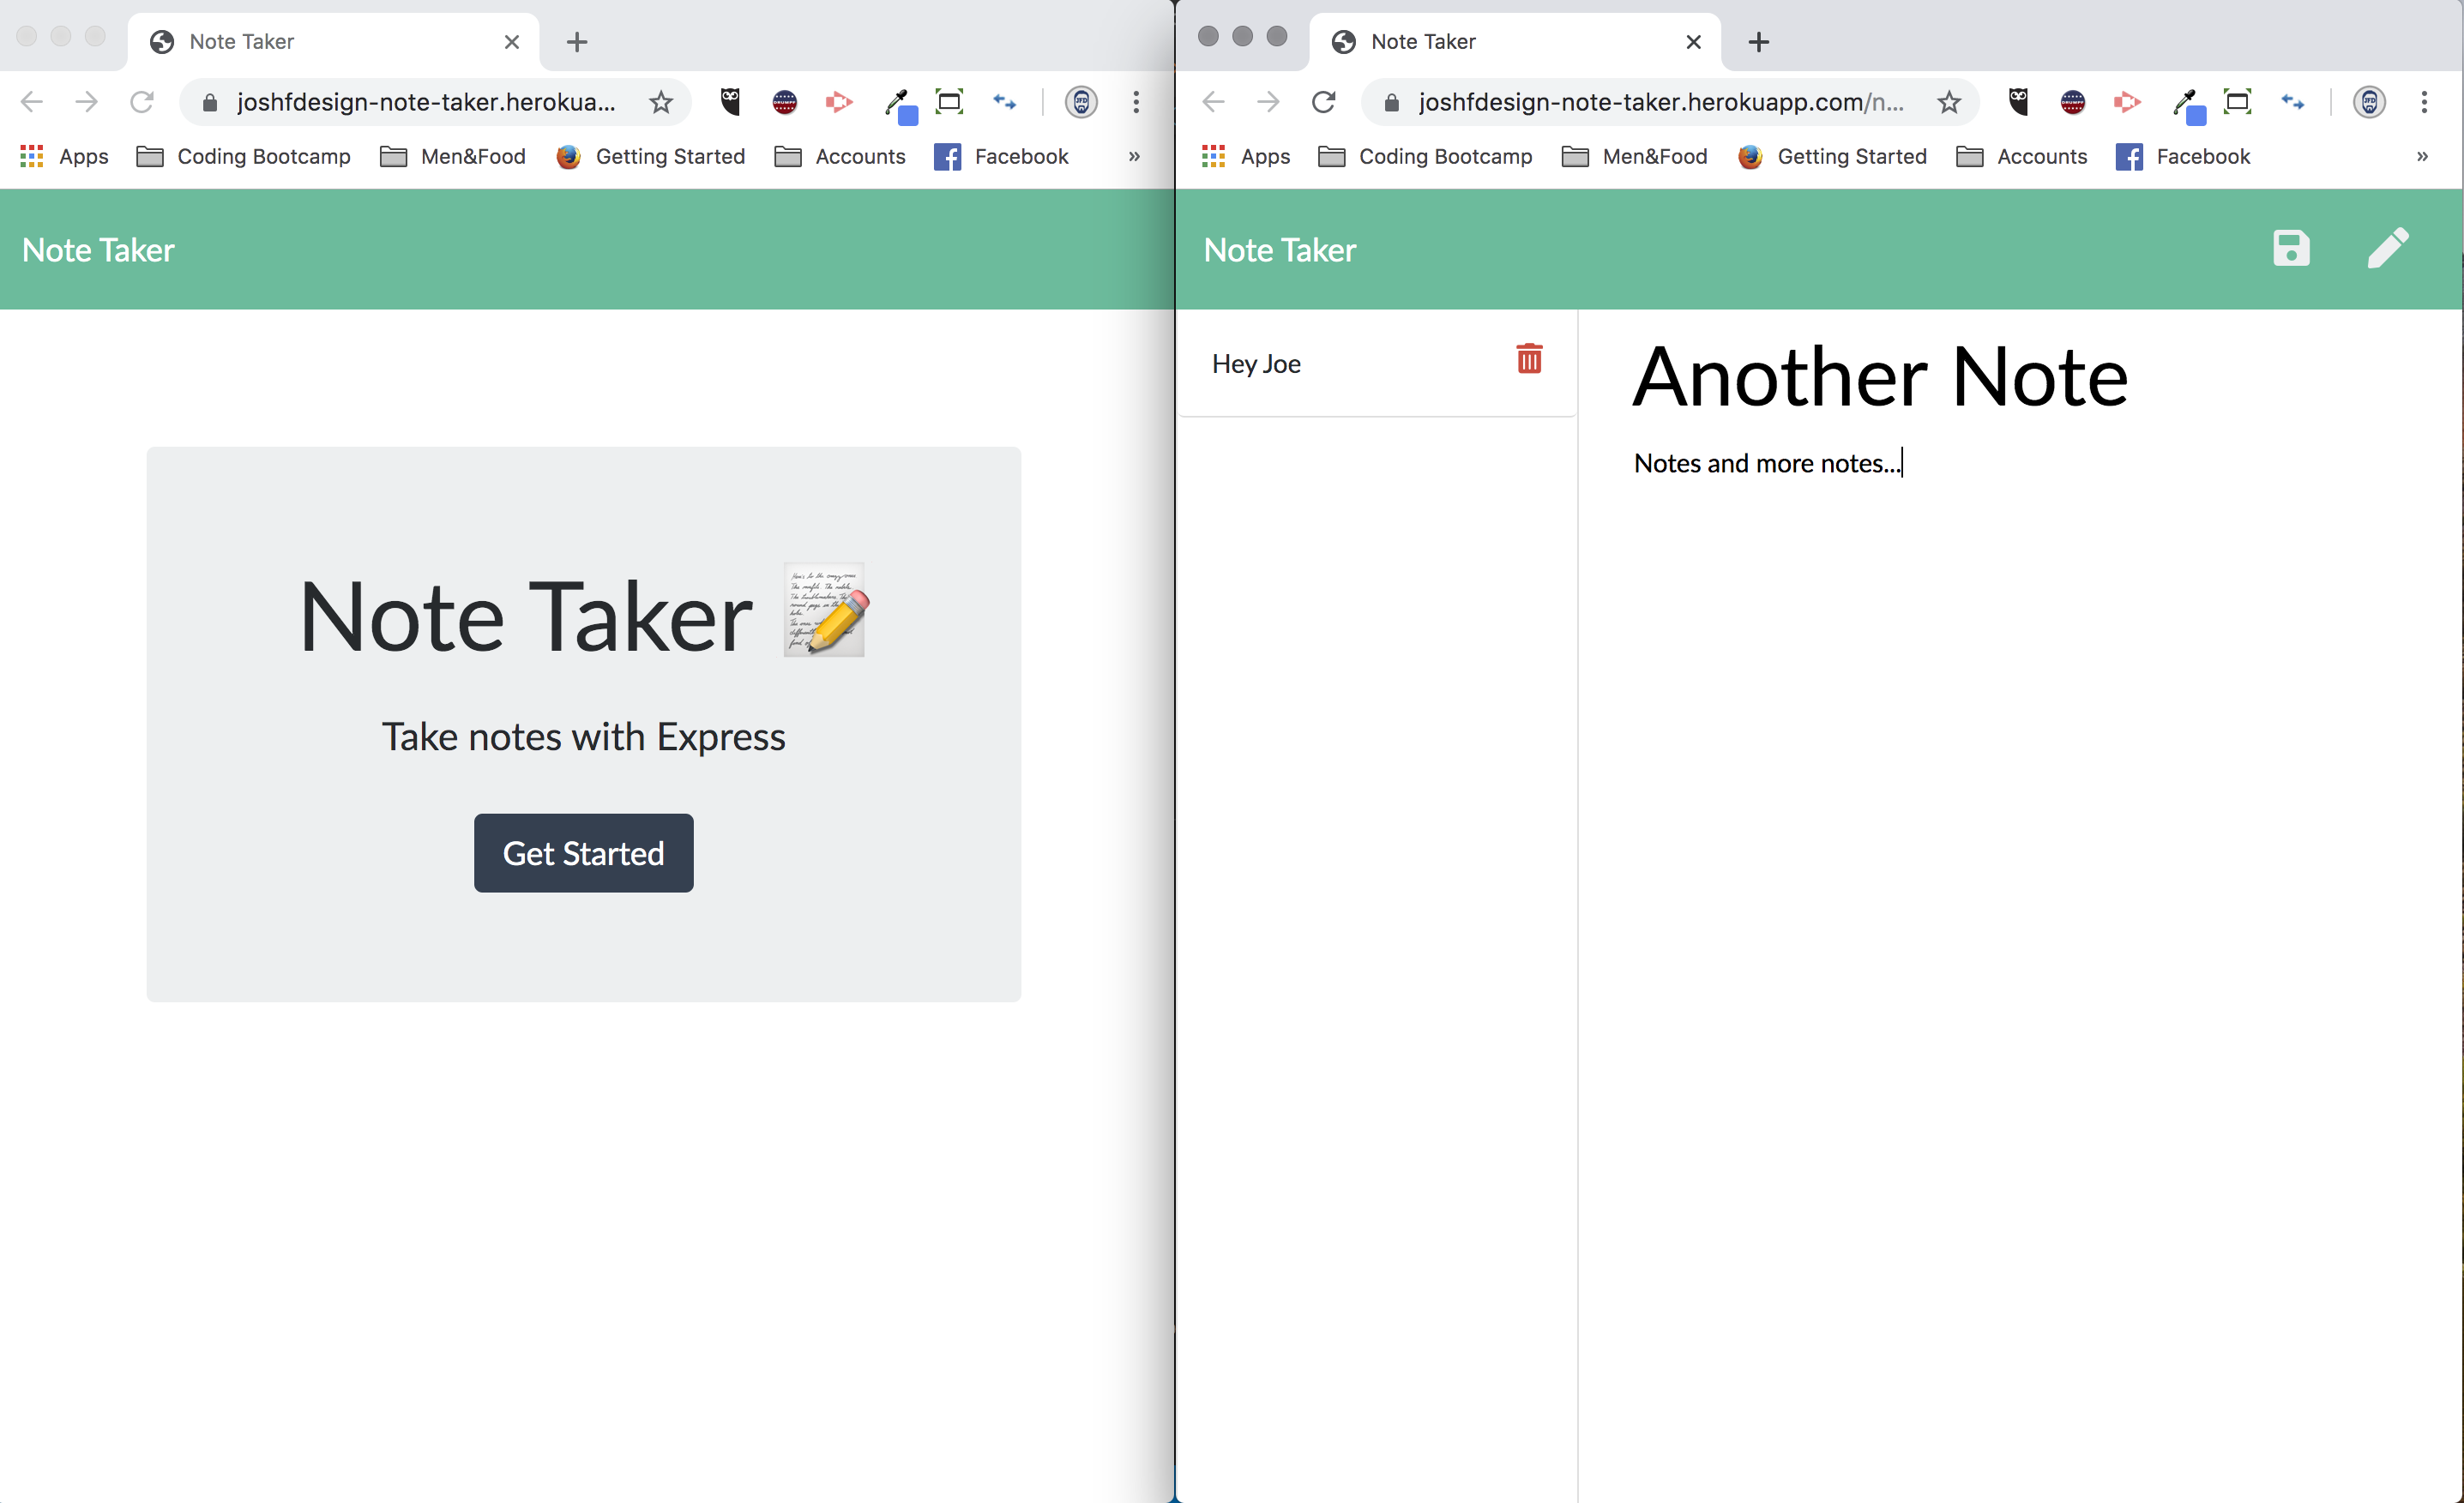 Note Taker
joshfdesign-note-taker.herokua...
Apps Coding Bootcamp Men&Food Getting Started Accounts Facebook »
Note Taker
Note Taker
Take notes with Express
Get Started
Note Taker
joshfdesign-note-taker.herokuapp.com/n...
Apps Coding Bootcamp Men&Food Getting Started Accounts Facebook »
Note Taker
Hey Joe
Another Note
Notes and more notes...